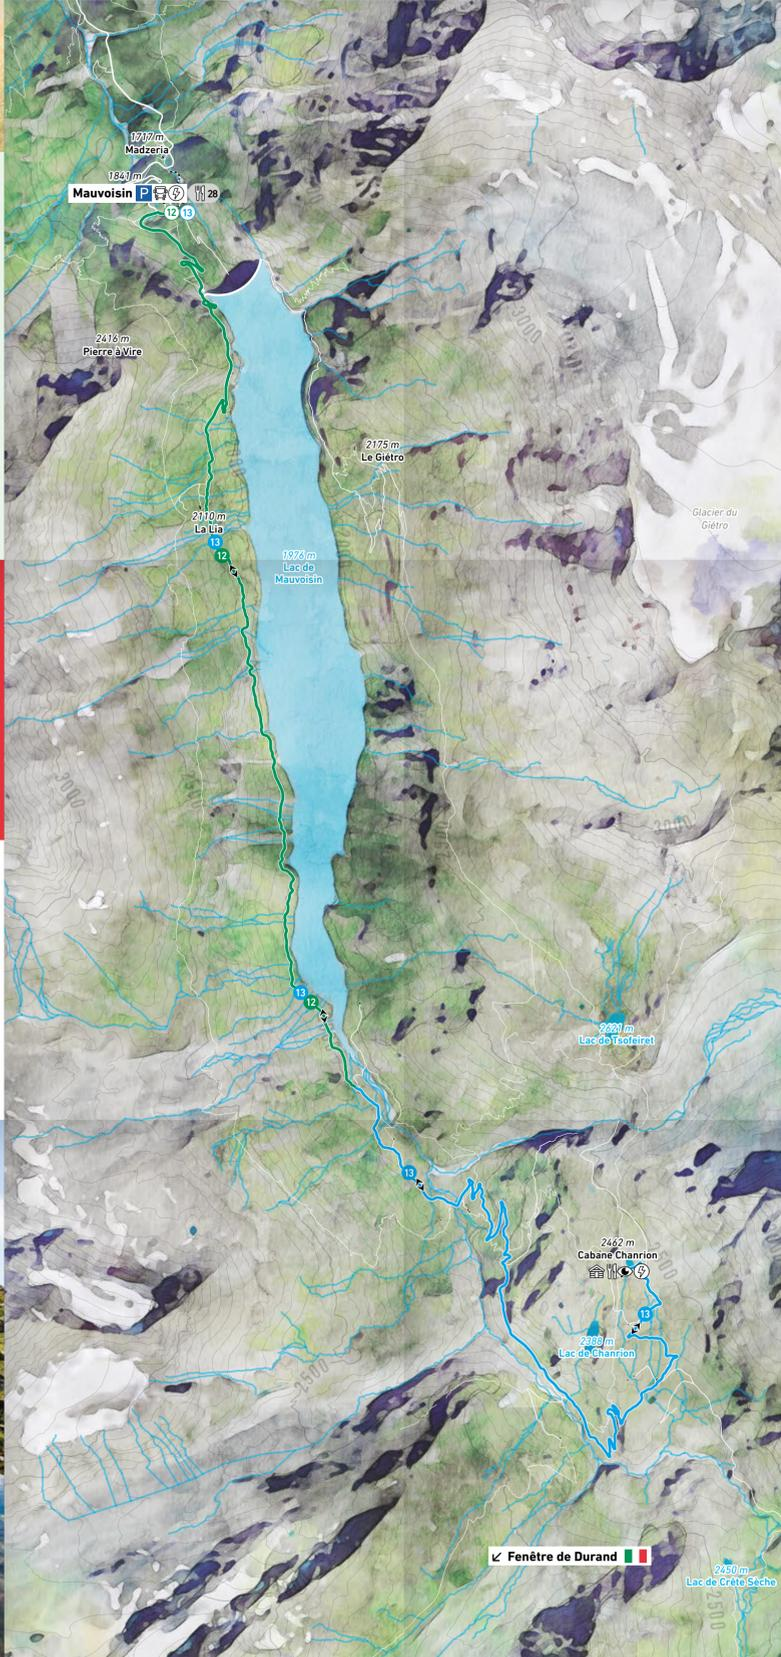 1717 m
Madzeria
1841 m
Mauvoisin P 28
12 13
2416 m
Pierre à Vire
3000
2175 m
Le Giétro
2110 m
La Lia
13
12
Glacier du
Giétro
1976 m
Lac de
Mauvoisin
3000
3000
13
12
2621 m
Lac de Tsofeiret
13
2462 m
Cabane Chanrion
2500
13
2388 m
Lac de Chanrion
2500
Fenêtre de Durand
2450 m
Lac de Crête Sèche
2500